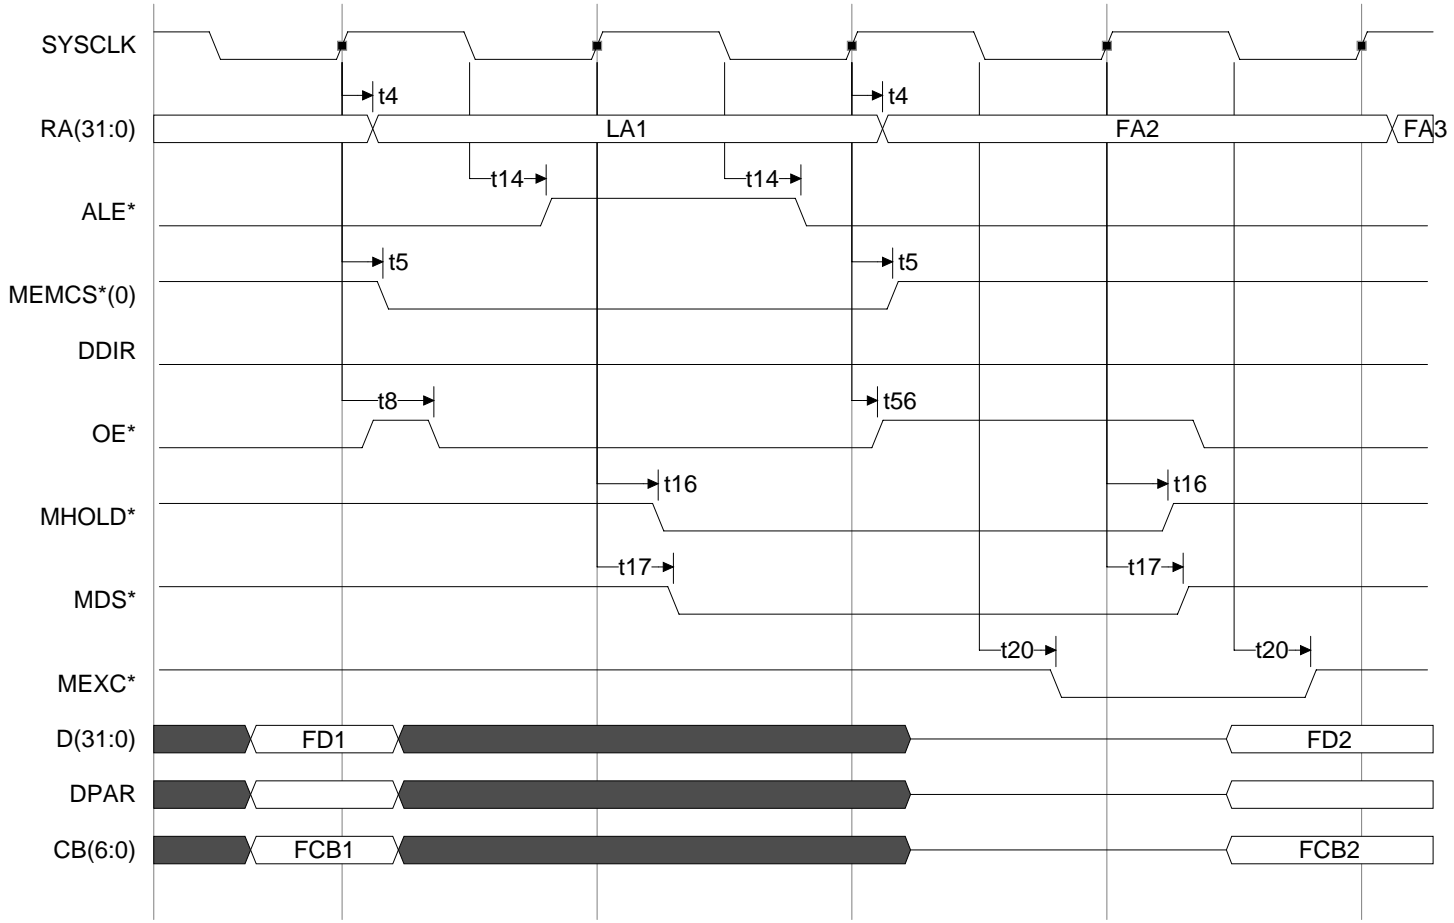 SYSCLK
t4 t4
RA(31:0) LA1 FA2 FA3
t14 t14
ALE*
t5 t5
MEMCS*(0)
DDIR
t8 t56
OE*
t16 t16
MHOLD*
t17 t17
MDS*
t20 t20
MEXC*
D(31:0) FD1 FD2
DPAR
CB(6:0) FCB1 FCB2